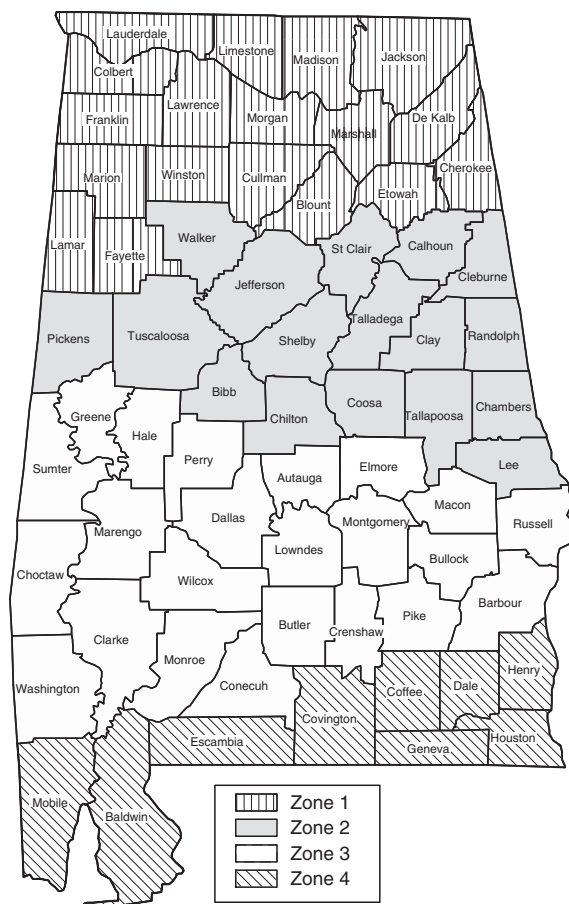 Lauderdale
Limestone
Madison
Jackson
Colbert
Lawrence
Franklin
Morgan
Marshall
De Kalb
Cherokee
Marion
Winston
Cullman
Etowah
Blount
Lamar
Fayette
Walker
St Clair
Calhoun
Cleburne
Jefferson
Talladega
Pickens
Tuscaloosa
Shelby
Clay
Randolph
Bibb
Chilton
Coosa
Tallapoosa
Chambers
Greene
Hale
Perry
Lee
Sumter
Autauga
Elmore
Macon
Russell
Dallas
Montgomery
Marengo
Lowndes
Bullock
Choctaw
Wilcox
Barbour
Clarke
Butler
Crenshaw
Pike
Monroe
Henry
Washington
Conecuh
Coffee
Dale
Covington
Escambia
Geneva
Houston
Mobile
Baldwin
Zone 1
Zone 2
Zone 3
Zone 4